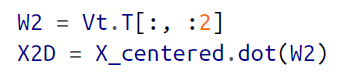 W2 = Vt.T[:, :2]
X2D = X_centered.dot(W2)